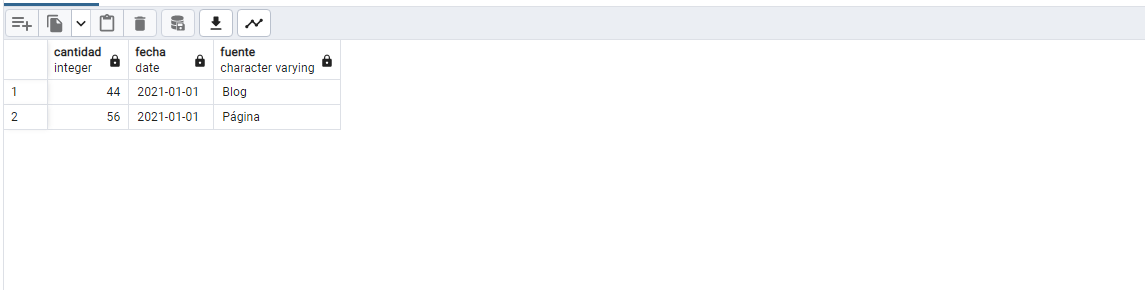 cantidad fecha fuente
integer date character varying
1 44 2021-01-01 Blog
2 56 2021-01-01 Página